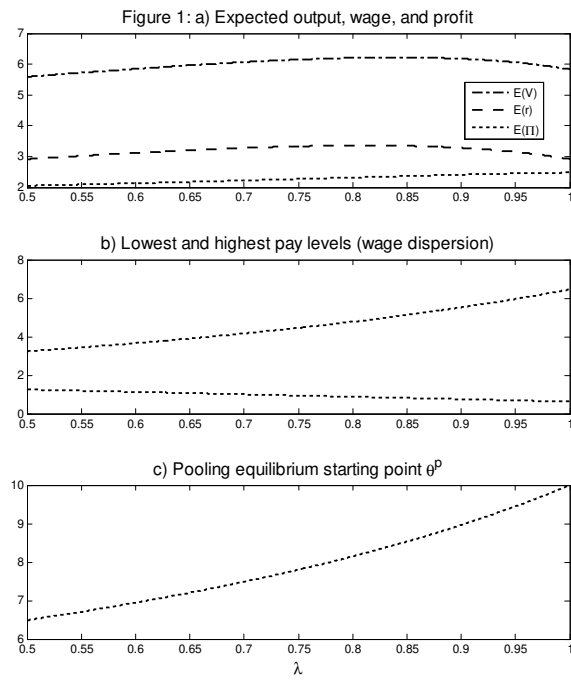 Figure 1: a) Expected output, wage, and profit
7
6
5
4
3
2
E(V)
E(r)
E(Π)
0.5 0.55 0.6 0.65 0.7 0.75 0.8 0.85 0.9 0.95 1
b) Lowest and highest pay levels (wage dispersion)
8
6
4
2
0
0.5 0.55 0.6 0.65 0.7 0.75 0.8 0.85 0.9 0.95 1
c) Pooling equilibrium starting point θᵖ
10
9
8
7
6
0.5 0.55 0.6 0.65 0.7 0.75 0.8 0.85 0.9 0.95 1
λ